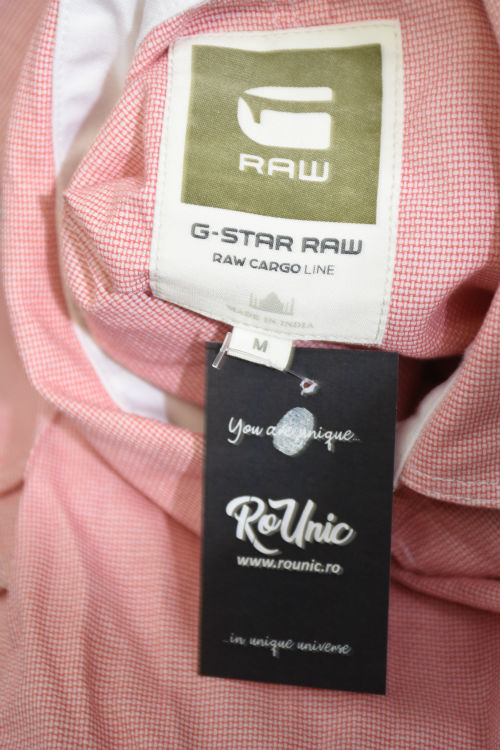 G
RAW
G-STAR RAW
RAW CARGO LINE
MADE IN INDIA
M
You are unique...
RoUnic
www.rounic.ro
...in unique universe